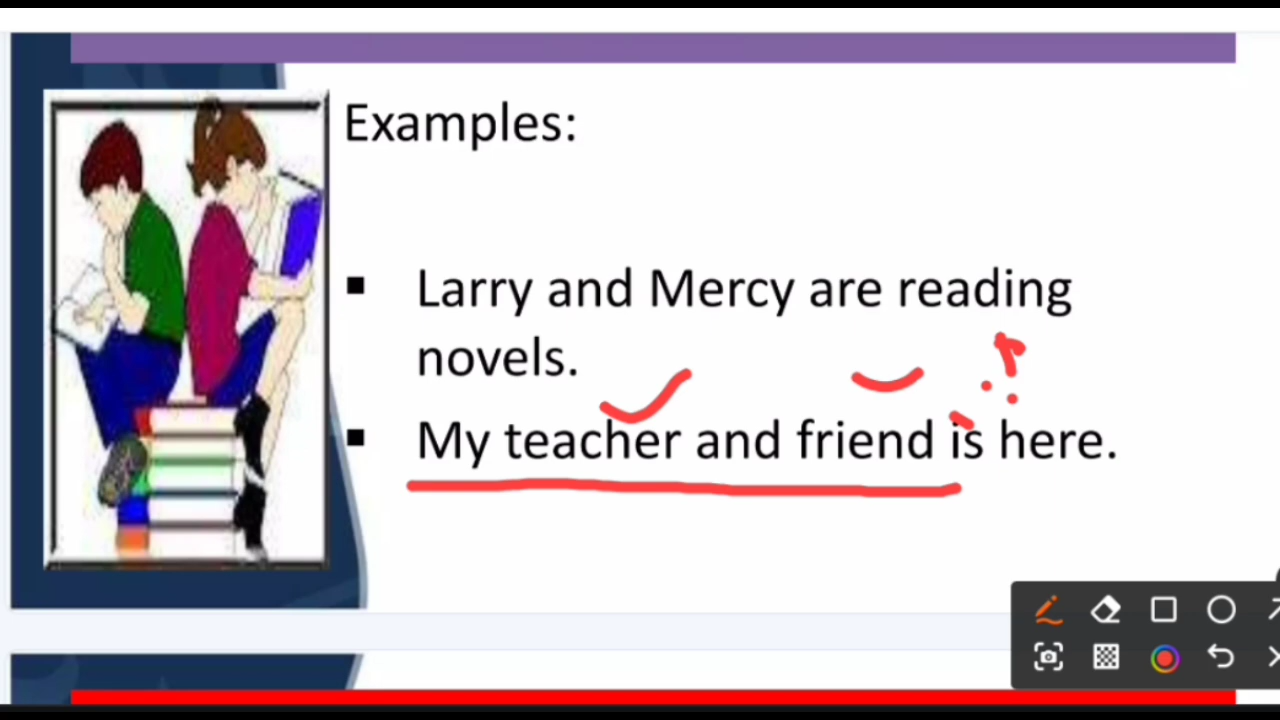 Examples:
▪ Larry and Mercy are reading
novels.
▪ My teacher and friend is here.